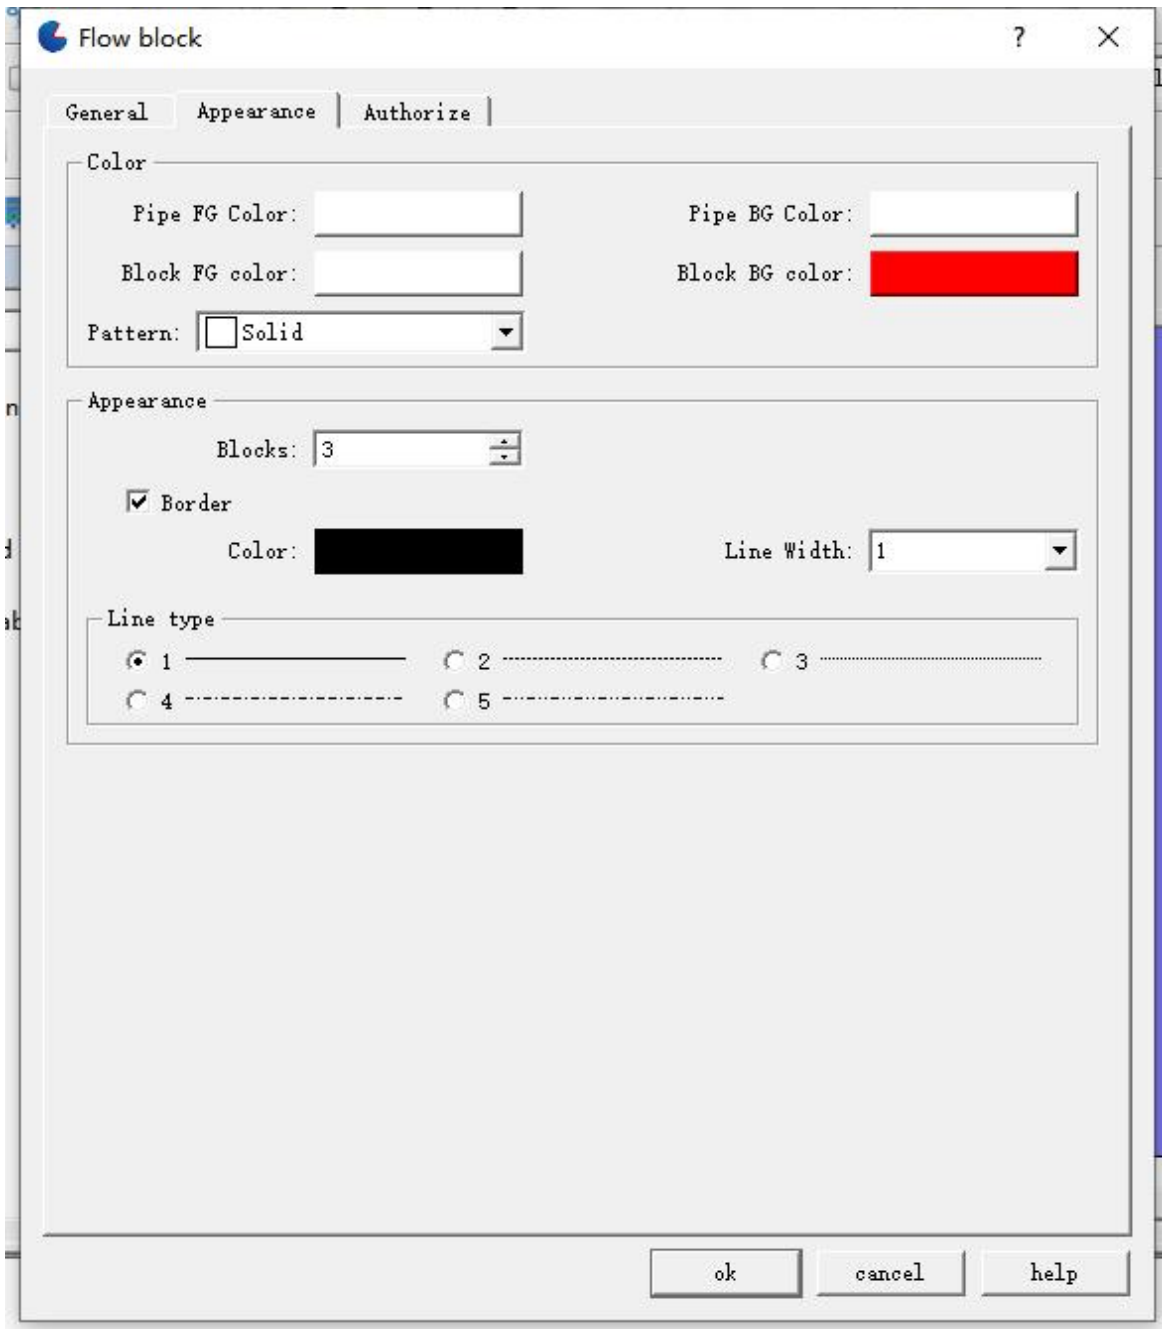 Flow block
General Appearance Authorize
Color
Pipe FG Color: Pipe BG Color:
Block FG color: Block BG color:
Pattern: Solid
Appearance
Blocks: 3
Border
Color: Line Width: 1
Line type
1 2 3
4 5
ok cancel help